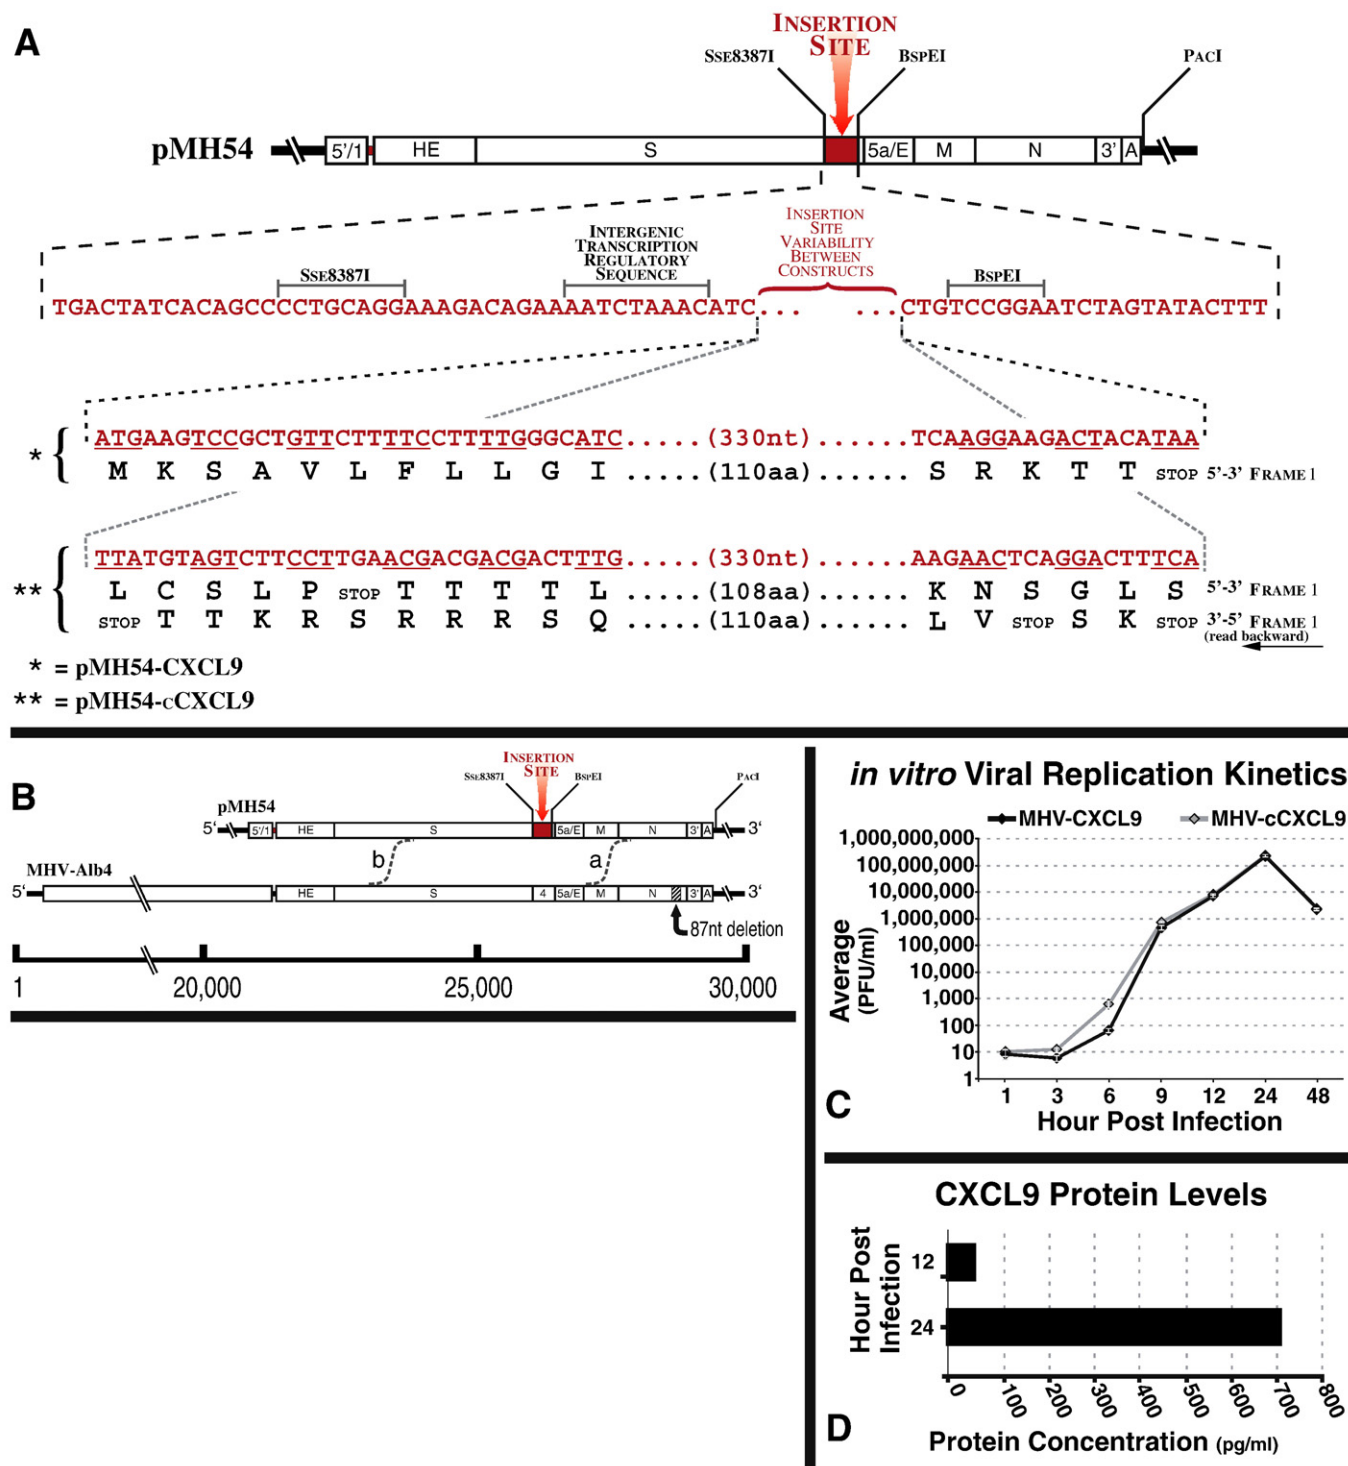 A
INSERTION
SITE
SSE8387I
BSPEI
PACI
pMH54
5'/1
HE
S
5a/E
M
N
3'
A
INTERGENIC
TRANSCRIPTION
REGULATORY
SEQUENCE
INSERTION
SITE
VARIABILITY
BETWEEN
CONSTRUCTS
SSE8387I
BSPEI
TGACTATCACAGCCCCTGCAGGAAAGACAGAAAATCTAAACATC... ...CTGTCCGGAATCTAGTATACTTT
* { ATGAAGTCCGCTGTTCTTTTCCTTTTGGGCATC.....(330nt)......TCAAGGAAGACTACATAA
M K S A V L F L L G I.....(110aa)......S R K T T STOP 5'-3' FRAME 1
** { TTATGTAGTCTTCCTTGAACGACGACGACTTTG.....(330nt)......AAGAACTCAGGACTTTCA
L C S L P STOP T T T T L.....(108aa)......K N S G L S 5'-3' FRAME 1
STOP T T K R S R R R S Q.....(110aa)......L V STOP S K STOP 3'-5' FRAME 1
(read backward)
* = pMH54-CXCL9
** = pMH54-cCXCL9
B
INSERTION
SITE
SSE8387I
BSPEI
PACI
pMH54
5' 5'/1 HE S 5a/E M N 3' A 3'
b
a
MHV-Alb4
5' HE S 4 5a/E M N 3' A 3'
87nt deletion
1 20,000 25,000 30,000
in vitro Viral Replication Kinetics
MHV-CXCL9 MHV-cCXCL9
1,000,000,000
100,000,000
10,000,000
1,000,000
100,000
10,000
1,000
100
10
1
Average
(PFU/ml)
1 3 6 9 12 24 48
Hour Post Infection
C
CXCL9 Protein Levels
Hour Post
Infection
12
24
0 100 200 300 400 500 600 700 800
Protein Concentration (pg/ml)
D